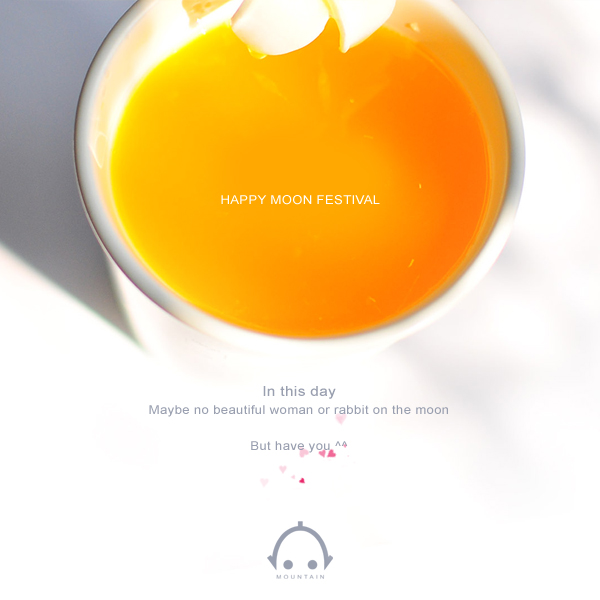 HAPPY MOON FESTIVAL
In this day
Maybe no beautiful woman or rabbit on the moon
But have you ^^
MOUNTAIN